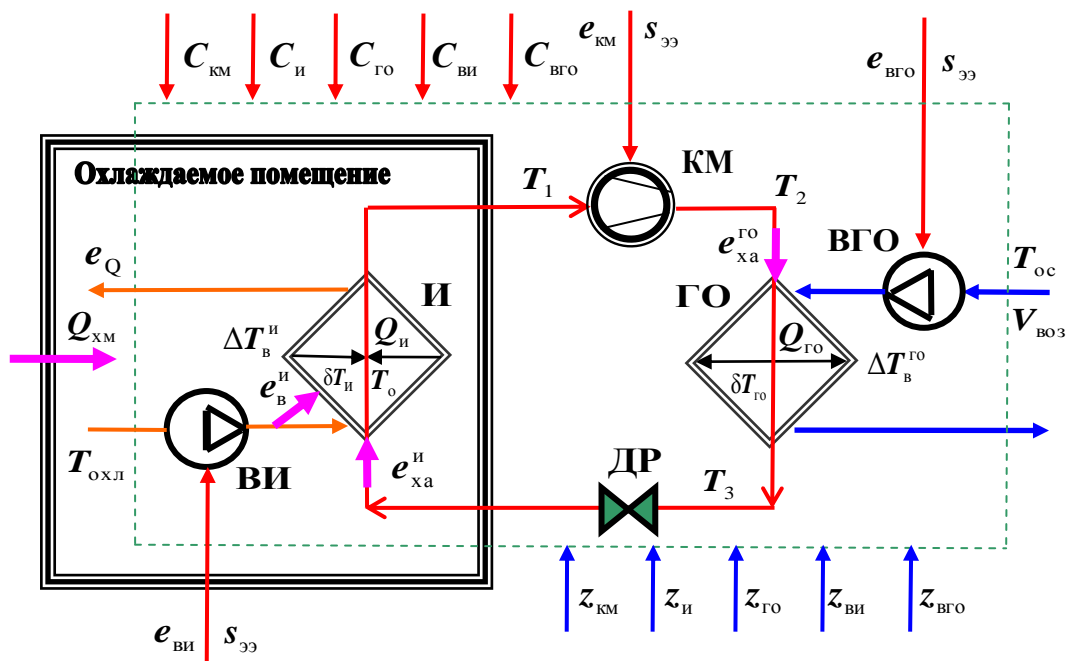 C км
C и
C го
C ви
C вго
e км s ээ
e вго s ээ
Охлаждаемое помещение
T 1
КМ
T 2
e ха го
ВГО
T ос
V воз
e Q
И
ГО
Q хм
ΔT в и
Q и
Q го
ΔT в го
δT и
T о
δT го
e в и
T охл
ВИ
e ха и
ДР
T 3
e ви s ээ
z км
z и
z го
z ви
z вго